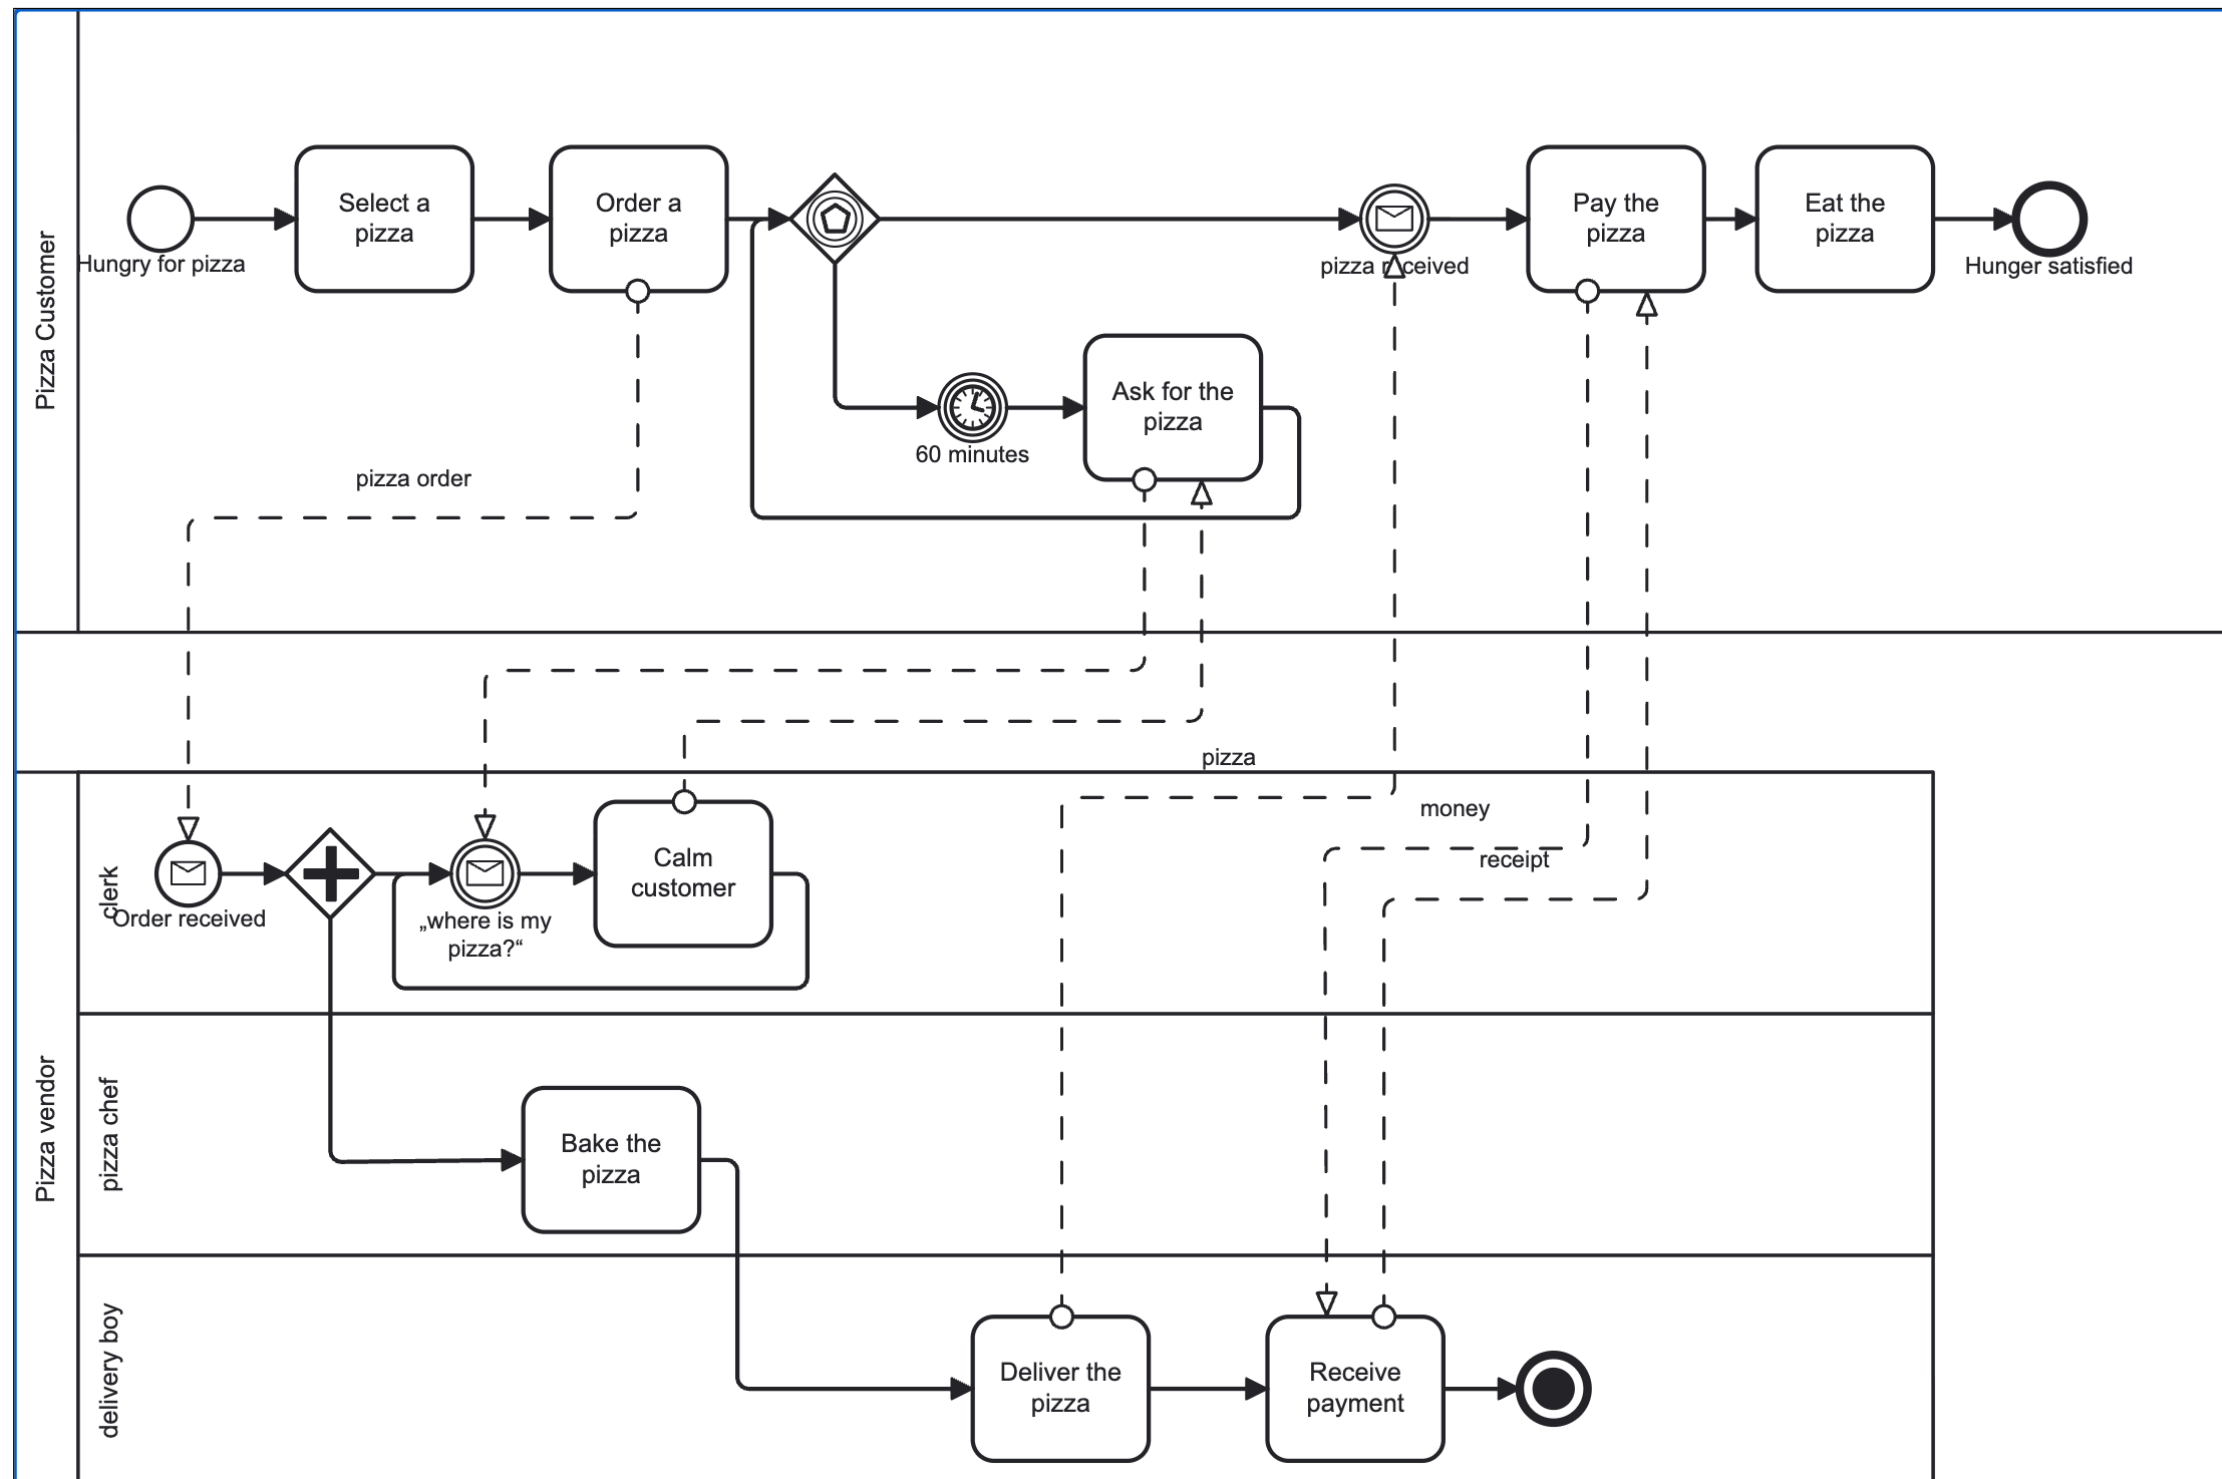 Pizza Customer
Hungry for pizza
Select a
pizza
Order a
pizza
pizza received
Pay the
pizza
Eat the
pizza
Hunger satisfied
60 minutes
Ask for the
pizza
pizza order
pizza
money
receipt
Pizza vendor
clerk
Order received
„where is my
pizza?“
Calm
customer
pizza chef
Bake the
pizza
delivery boy
Deliver the
pizza
Receive
payment